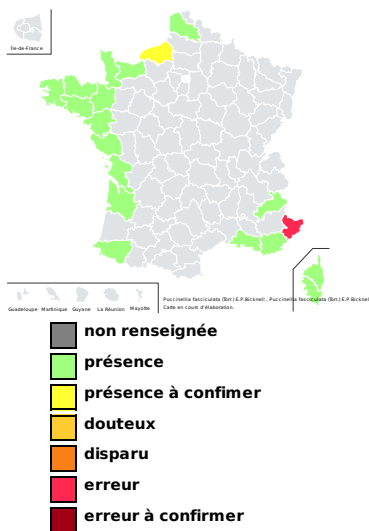 Île-de-France
Guadeloupe Martinique Guyane La Réunion Mayotte
Puccinellia fasciculata (Torr.) E.P.Bicknell , Puccinellia fasciculata (Torr.) E.P.Bicknell
Carte en cours d'élaboration.
non renseignée
présence
présence à confimer
douteux
disparu
erreur
erreur à confirmer